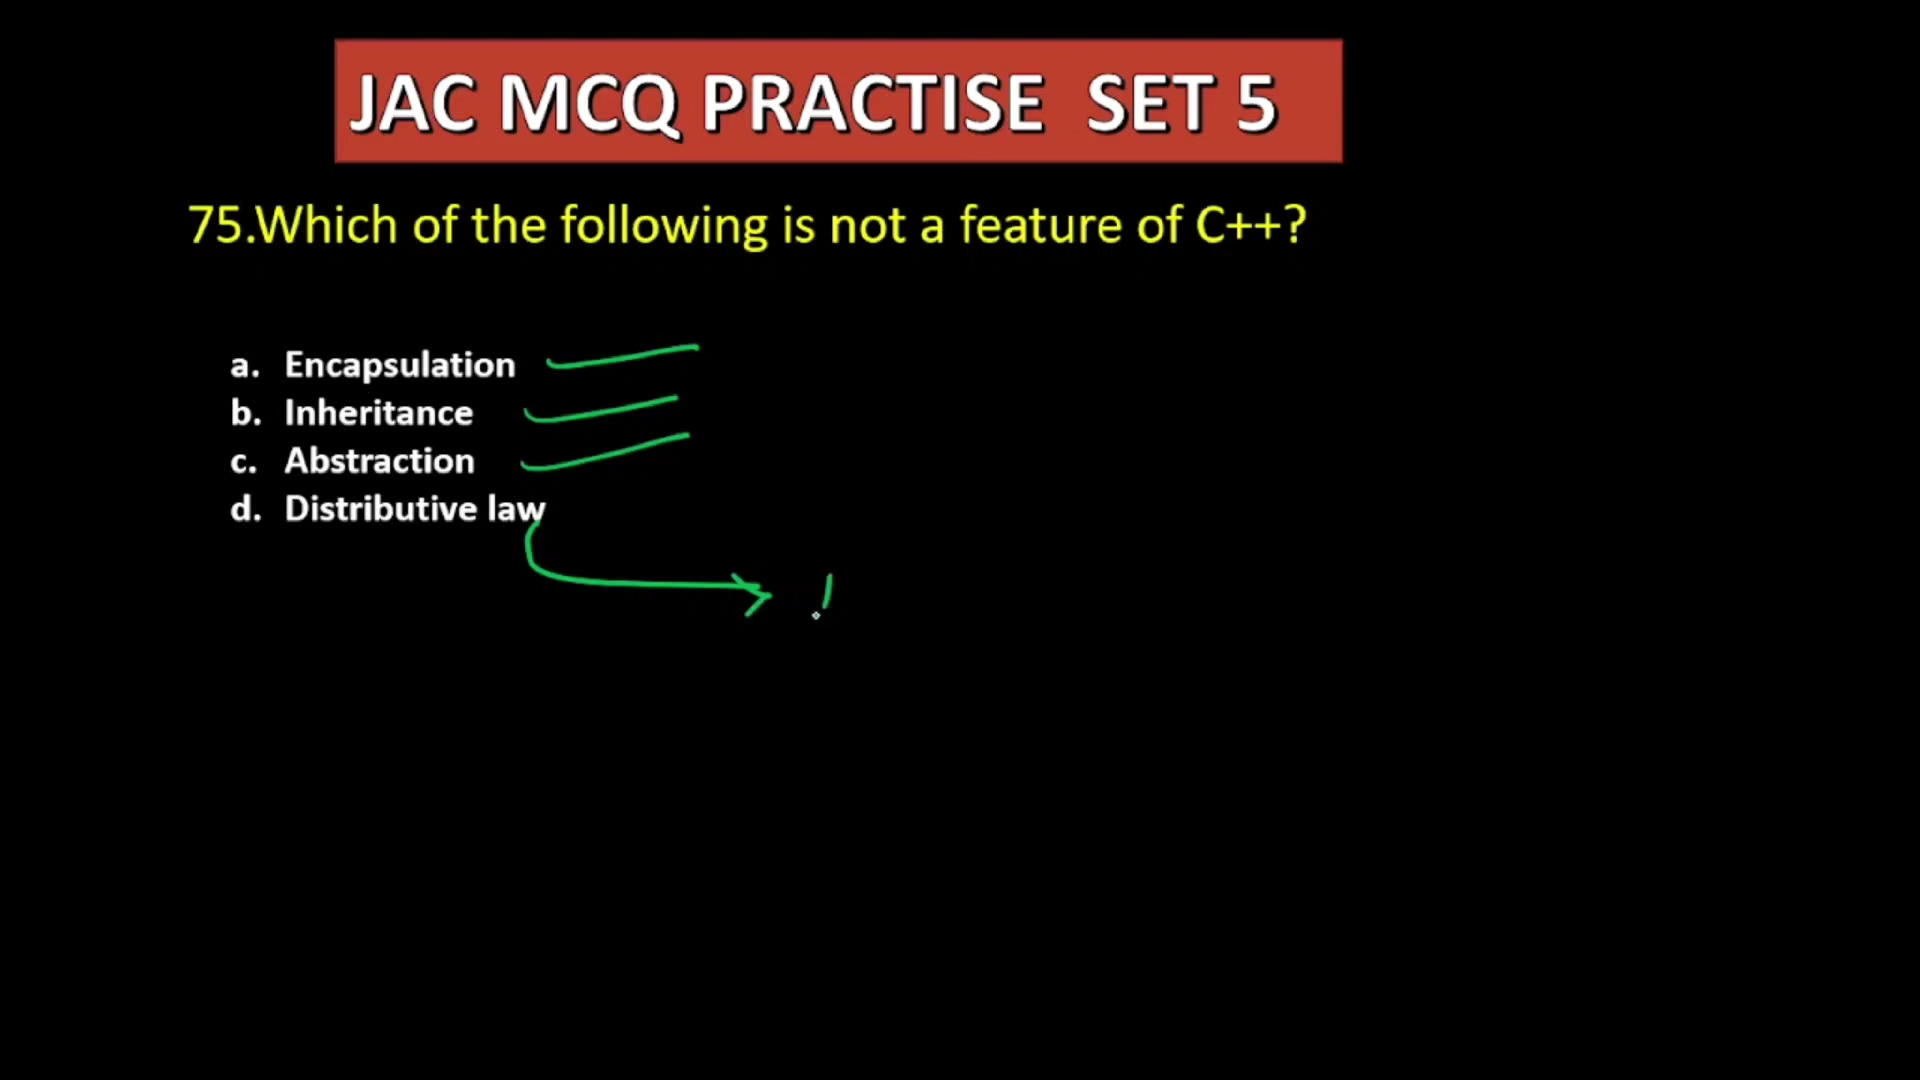 JAC MCQ PRACTISE SET 5
75.Which of the following is not a feature of C++?
a. Encapsulation
b. Inheritance
c. Abstraction
d. Distributive law